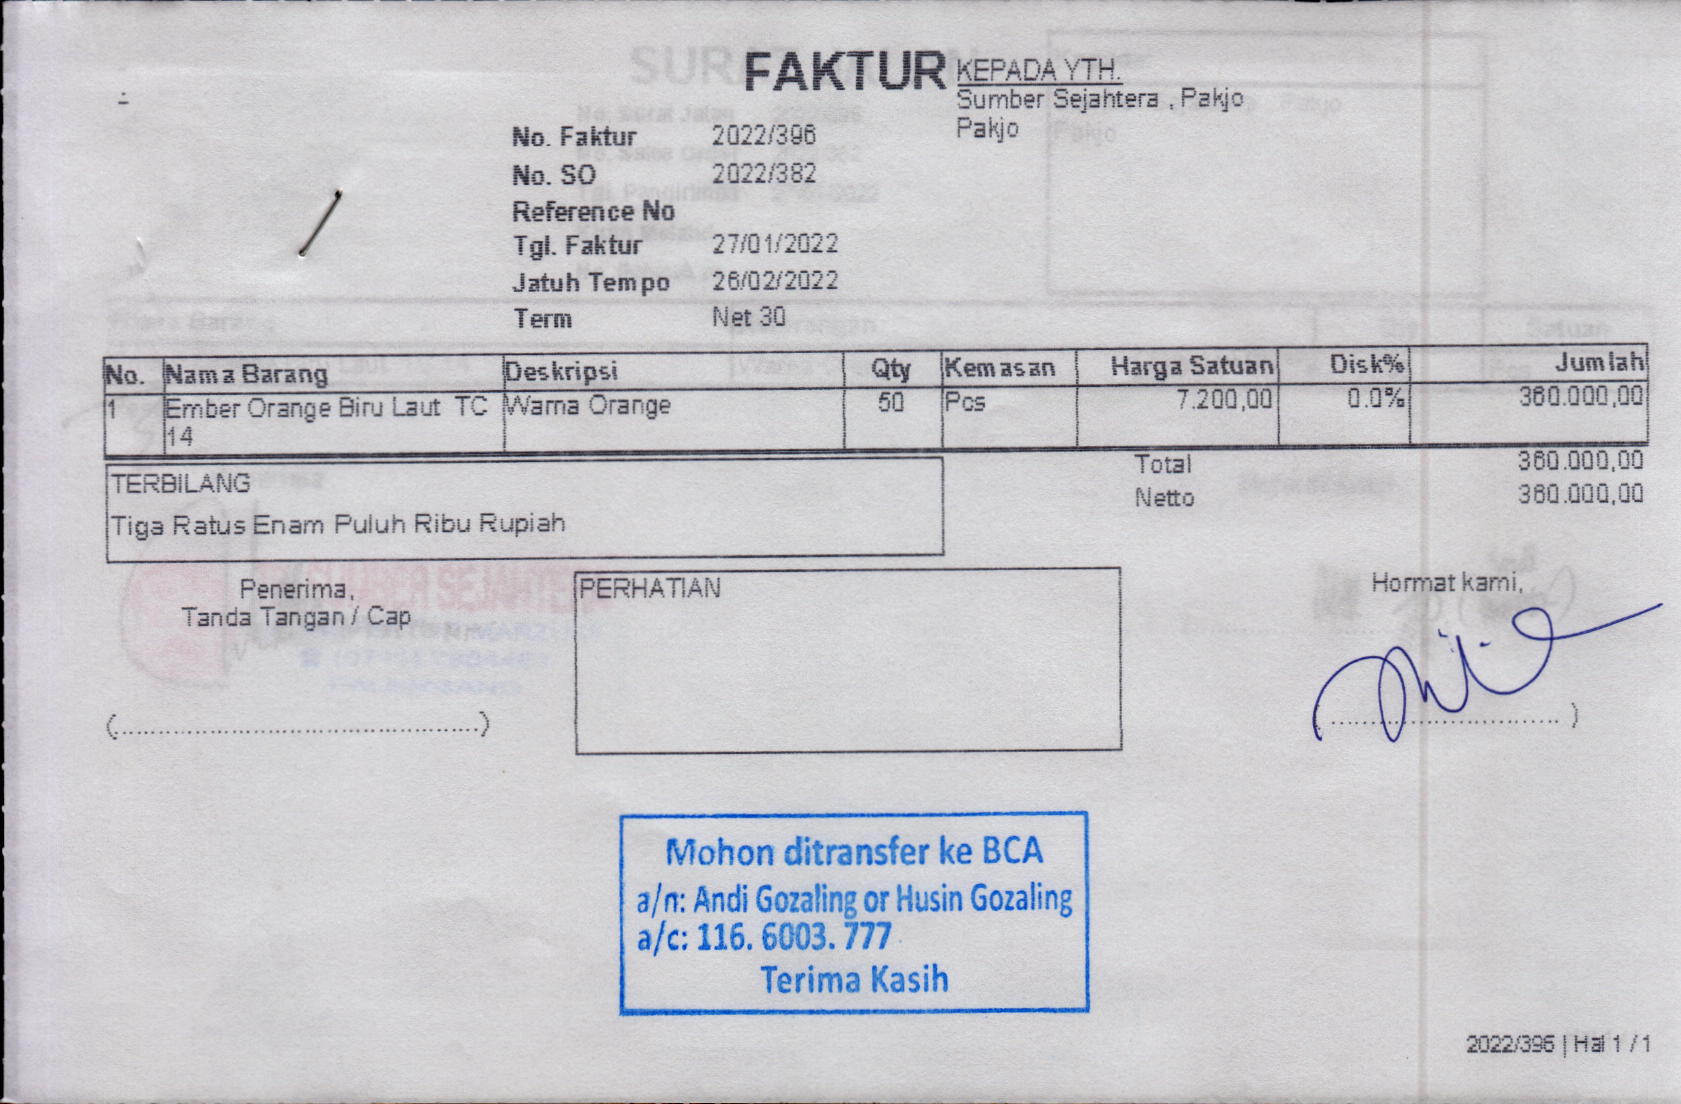 FAKTUR
KEPADA YTH.
Sumber Sejahtera , Pakjo
Pakjo
No. Faktur 2022/396
No. SO 2022/382
Reference No
Tgl. Faktur 27/01/2022
Jatuh Tempo 26/02/2022
Term Net 30
No. Nama Barang Deskripsi Qty Kemasan Harga Satuan Disk% Jumlah
1 Ember Orange Biru Laut TC Warna Orange 50 Pcs 7.200,00 0.0% 360.000,00
14
Total 360.000,00
Netto 360.000,00
TERBILANG
Tiga Ratus Enam Puluh Ribu Rupiah
Penerima,
Tanda Tangan / Cap
(..................................................)
PERHATIAN
Hormat kami,
Mohon ditransfer ke BCA
a/n: Andi Gozaling or Husin Gozaling
a/c: 116. 6003. 777
Terima Kasih
2022/396 | Hal 1 / 1